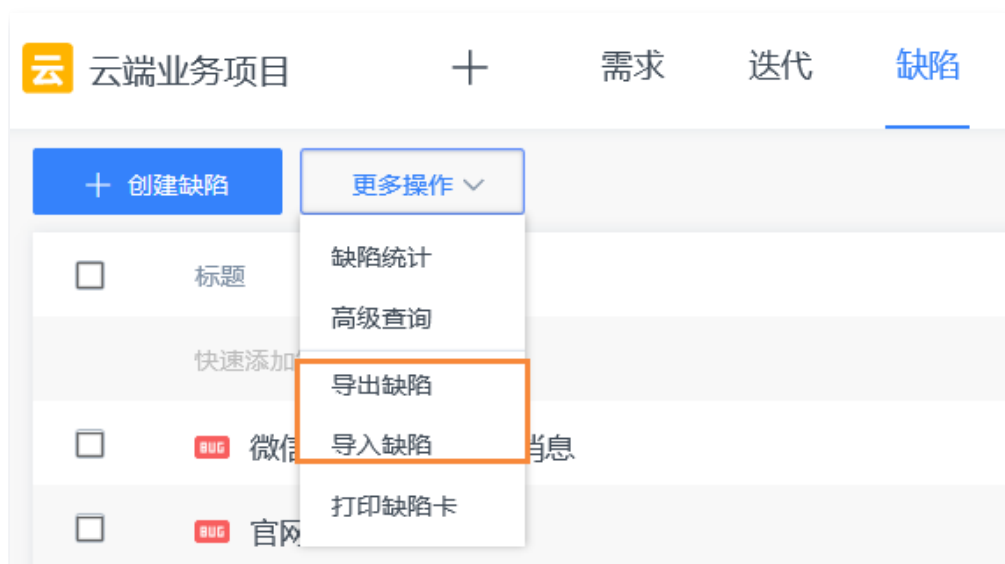 云 云端业务项目 需求 迭代 缺陷
创建缺陷 更多操作
缺陷统计
标题
高级查询
快速添加
导出缺陷
导入缺陷
BUG 微信 消息
打印缺陷卡
BUG 官网